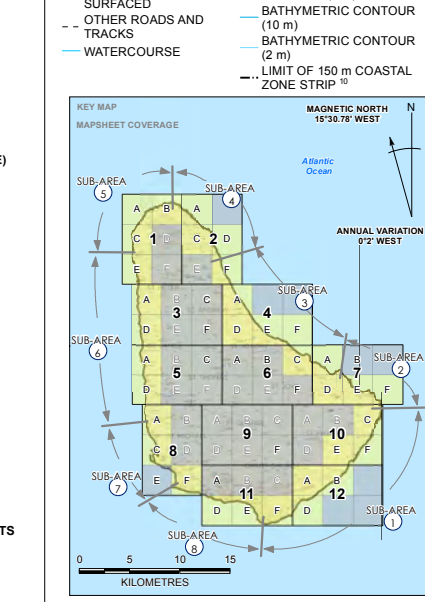 SURFACED
OTHER ROADS AND
TRACKS
WATERCOURSE
BATHYMETRIC CONTOUR
(10 m)
BATHYMETRIC CONTOUR
(2 m)
LIMIT OF 150 m COASTAL
ZONE STRIP 10
E)
TS
KEY MAP
MAPSHEET COVERAGE
MAGNETIC NORTH
15°30.78' WEST
N
Atlantic
Ocean
ANNUAL VARIATION
0°2' WEST
SUB-AREA
5
SUB-AREA
4
A B A
C 1 D C 2 D
E F E F
SUB-AREA
3
A B C A
3 4
D E F D E F
SUB-AREA
6
SUB-AREA
2
A B C A B C A B
5 6 7
D E F D E F D E F
A B A B C A B C
9 10
C 8 D D E F D E F
SUB-AREA
7
E F A B C A B
11 12
D E F D
SUB-AREA
1
SUB-AREA
8
0 5 10 15
KILOMETRES